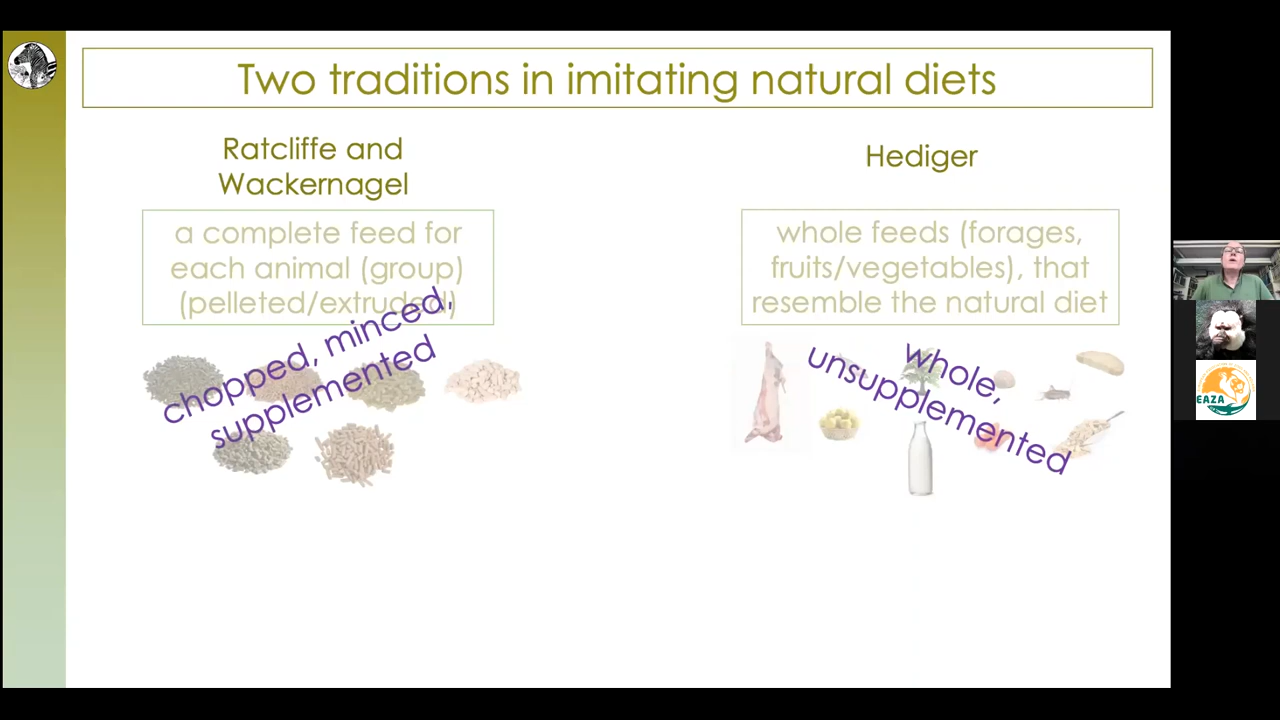 Two traditions in imitating natural diets
Ratcliffe and
Wackernagel
a complete feed for
each animal (group)
(pelleted/extruded)
chopped, minced,
supplemented
Hediger
whole feeds (forages,
fruits/vegetables), that
resemble the natural diet
whole,
unsupplemented
EAZA